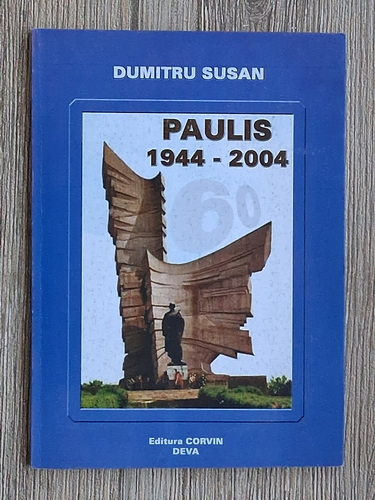 DUMITRU SUSAN
PAULIS
1944 - 2004
60
Editura CORVIN
DEVA